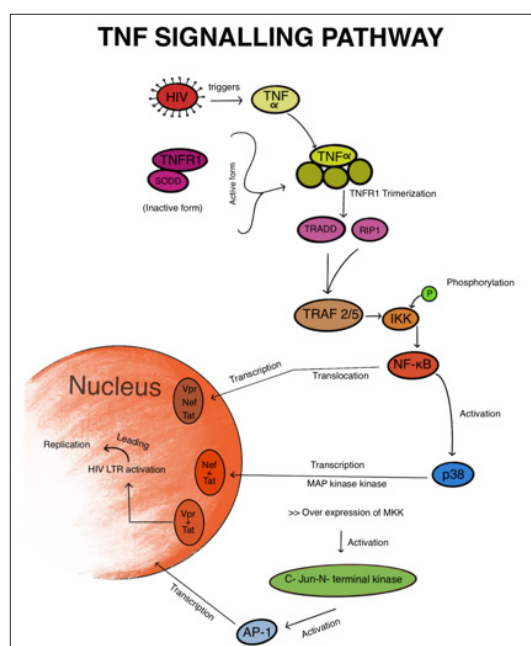 TNF SIGNALLING PATHWAY
HIV
triggers
TNF
α
TNFR1
SODD
(Inactive form)
Active form
TNFα
TNFR1 Trimerization
TRADD
RIP1
TRAF 2/5
IKK
P
Phosphorylation
NF-κB
Transcription
Translocation
Activation
Nucleus
Vpr
Nef
Tat
Replication
Leading
HIV LTR activation
Nef
+
Tat
Transcription
MAP kinase kinase
p38
Vpr
+
Tat
>> Over expression of MKK
Activation
C- Jun-N- terminal kinase
Transcription
AP-1
Activation